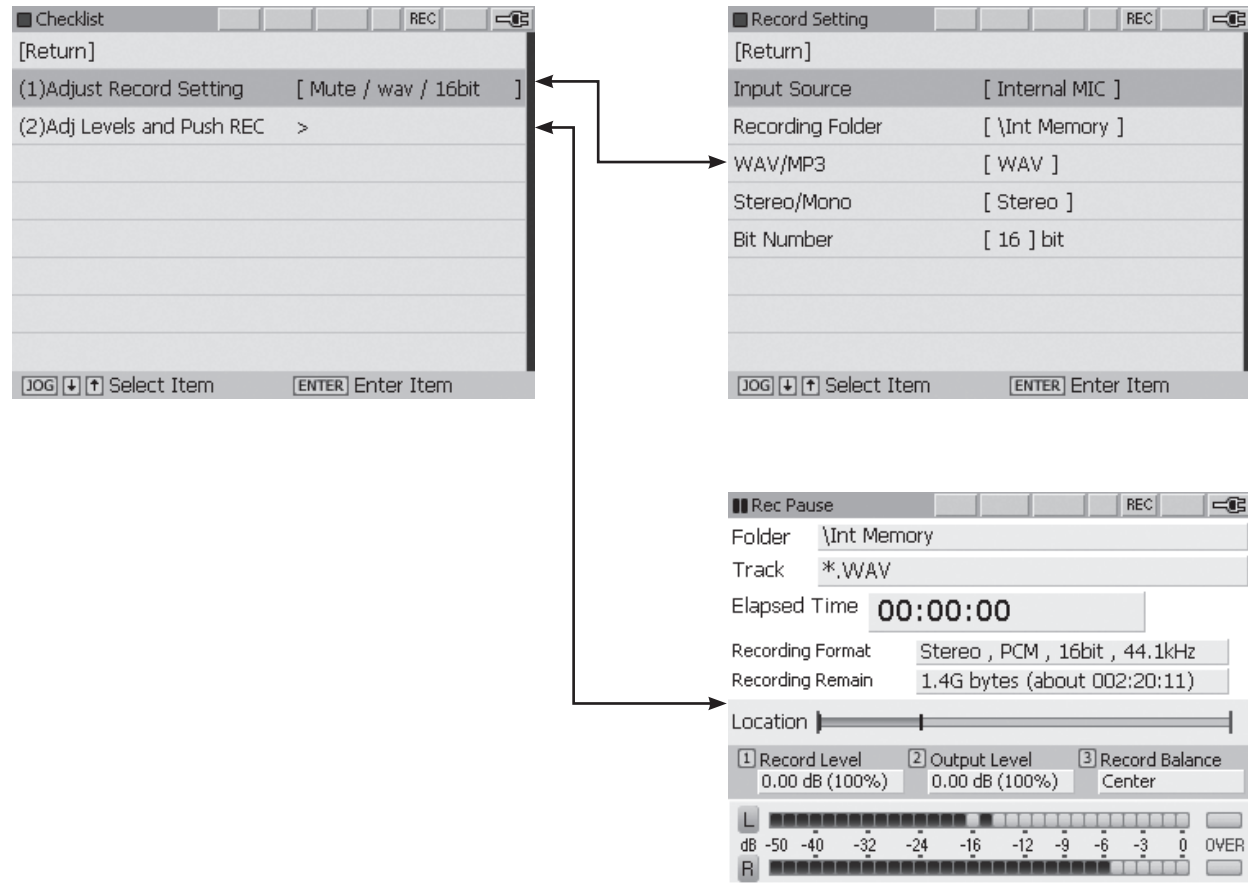 Checklist REC
[Return]
(1)Adjust Record Setting [ Mute / wav / 16bit ]
(2)Adj Levels and Push REC >
JOG Select Item ENTER Enter Item
Record Setting REC
[Return]
Input Source [ Internal MIC ]
Recording Folder [ \Int Memory ]
WAV/MP3 [ WAV ]
Stereo/Mono [ Stereo ]
Bit Number [ 16 ] bit
JOG Select Item ENTER Enter Item
Rec Pause REC
Folder \Int Memory
Track *.WAV
Elapsed Time 00:00:00
Recording Format Stereo , PCM , 16bit , 44.1kHz
Recording Remain 1.4G bytes (about 002:20:11)
Location
1 Record Level 2 Output Level 3 Record Balance
0.00 dB (100%) 0.00 dB (100%) Center
L
dB -50 -40 -32 -24 -16 -12 -9 -6 -3 0 OVER
R